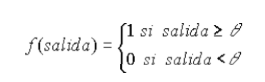 f(salida) = {1 si salida ≥ θ
0 si salida < θ